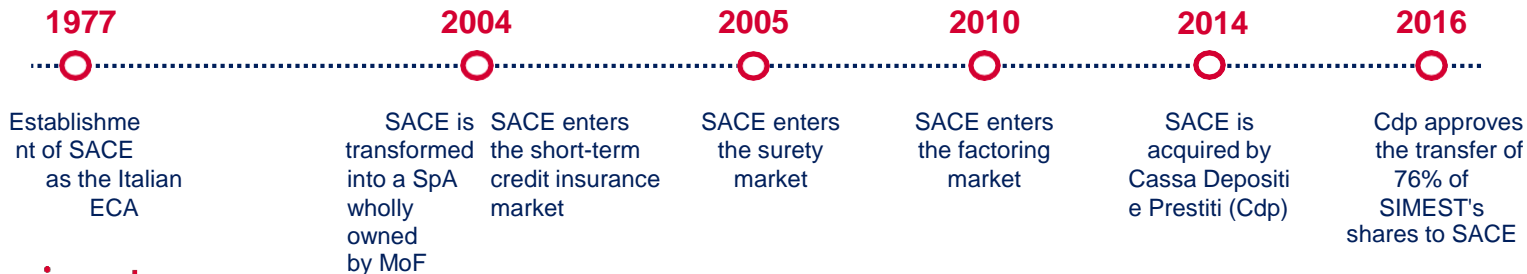 1977
2004
2005
2010
2014
2016
Establishme
nt of SACE
as the Italian
ECA
SACE is
transformed
into a SpA
wholly
owned
by MoF
SACE enters
the short-term
credit insurance
market
SACE enters
the surety
market
SACE enters
the factoring
market
SACE is
acquired by
Cassa Depositi
e Prestiti (Cdp)
Cdp approves
the transfer of
76% of
SIMEST's
shares to SACE